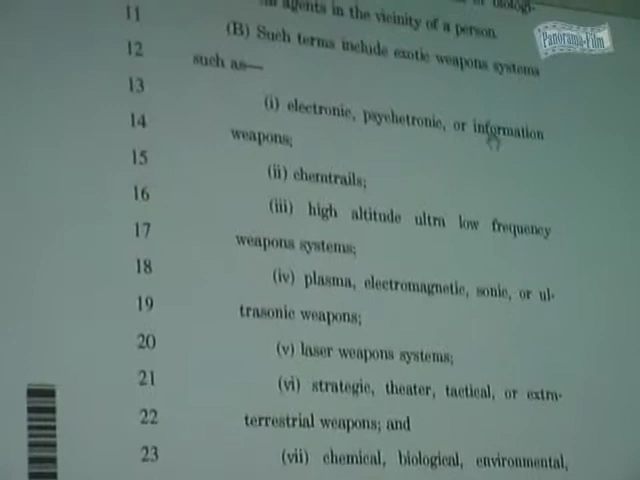 11 agents in the vicinity of a person.
12 (B) Such terms include exotic weapons systems
13 such as—
14 (i) electronic, psychotronic, or information
15 weapons;
16 (ii) chemtrails;
17 (iii) high altitude ultra low frequency
18 weapons systems;
19 (iv) plasma, electromagnetic, sonic, or ul-
20 trasonic weapons;
21 (v) laser weapons systems;
22 (vi) strategic, theater, tactical, or extra-
23 terrestrial weapons; and
(vii) chemical, biological, environmental,
Panorama-Film